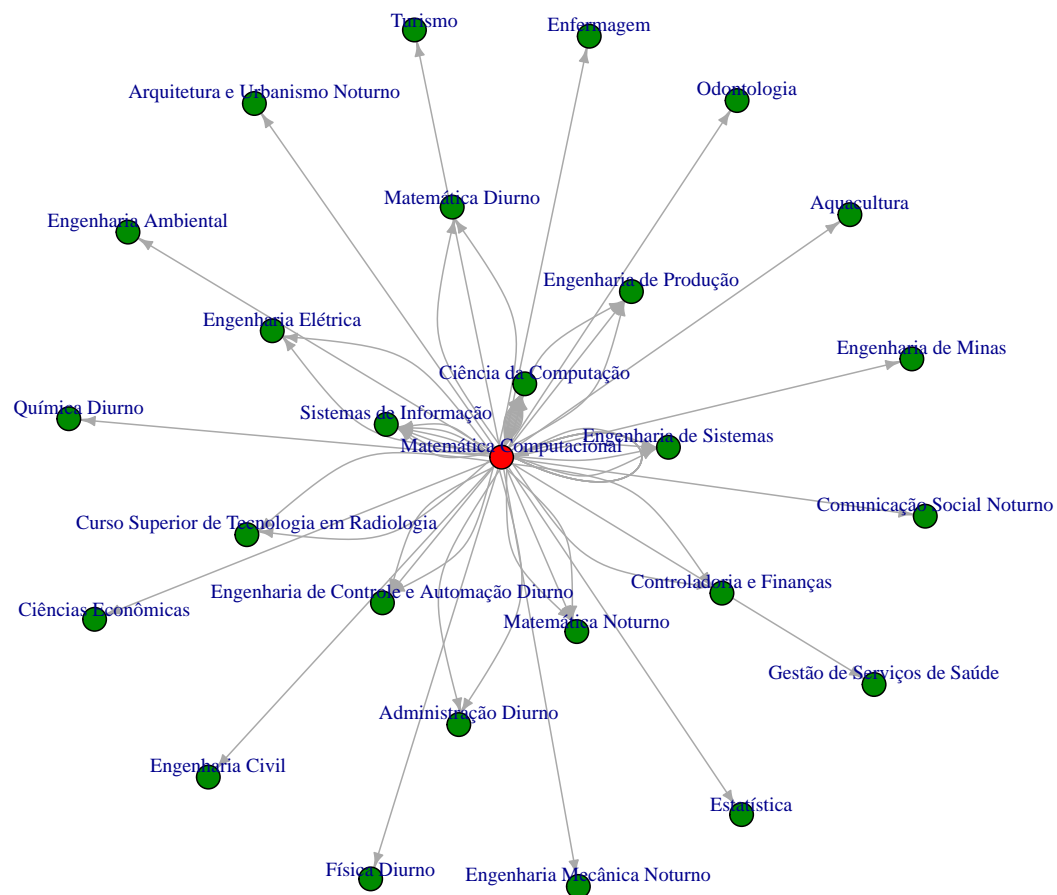 Turismo
Enfermagem
Odontologia
Arquitetura e Urbanismo Noturno
Matemática Diurno
Aquacultura
Engenharia Ambiental
Engenharia de Produção
Engenharia Elétrica
Engenharia de Minas
Ciência da Computação
Química Diurno
Sistemas de Informação
Engenharia de Sistemas
Matemática Computacional
Comunicação Social Noturno
Curso Superior de Tecnologia em Radiologia
Controladoria e Finanças
Engenharia de Controle e Automação Diurno
Ciências Econômicas
Matemática Noturno
Gestão de Serviços de Saúde
Administração Diurno
Engenharia Civil
Estatística
Física Diurno
Engenharia Mecânica Noturno